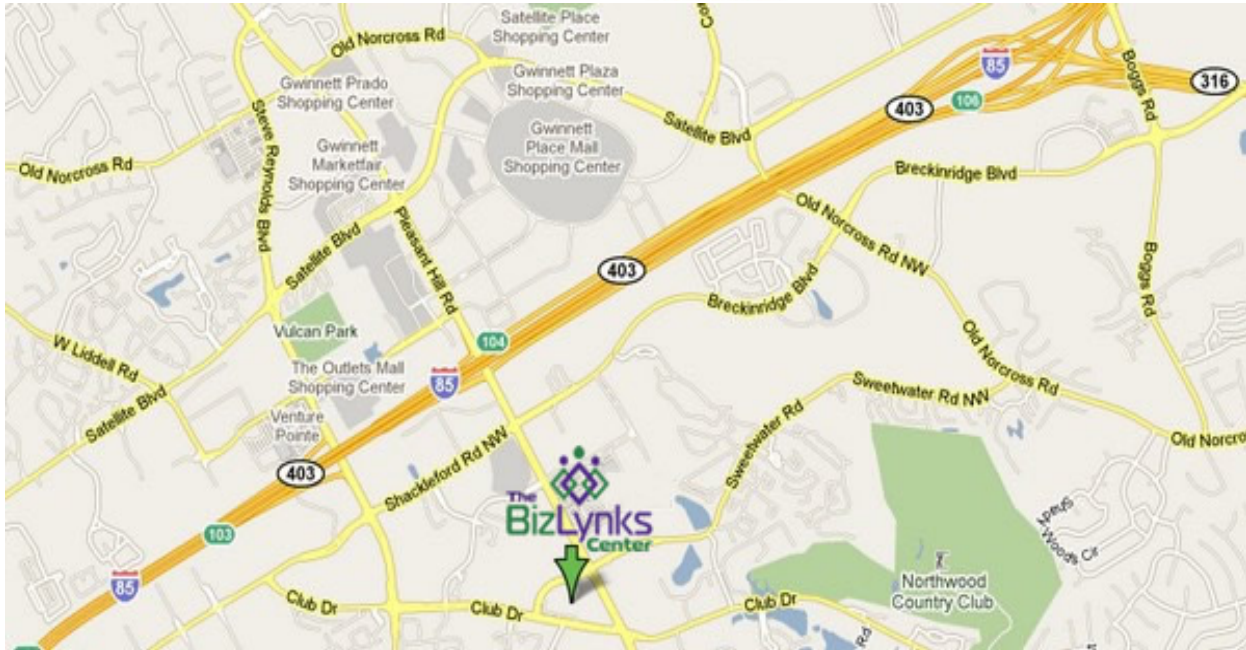 Satellite Place
Shopping Center
Old Norcross Rd
Co
Gwinnett Prado
Shopping Center
Gwinnett Plaza
Shopping Center
85
Boggs Rd
316
403
106
Steve Reynolds Blvd
Satellite Blvd
Gwinnett
Place Mall
Shopping Center
Old Norcross Rd
Gwinnett
Marketfair
Shopping Center
Breckinridge Blvd
Pleasant Hill Rd
Old Norcross Rd NW
Satellite Blvd
403
Boggs Rd
Breckinridge Blvd
Vulcan Park
W Liddell Rd
104
Old Norcross Rd
The Outlets Mall
Shopping Center
85
Sweetwater Rd NW
Satellite Blvd
Venture
Pointe
Sweetwater Rd
Old Norcro
Shackleford Rd NW
403
The
BizLynks
Center
Shadt
Woods Cir
103
85
Northwood
Country Club
Club Dr
Club Dr
Club Dr
Rd